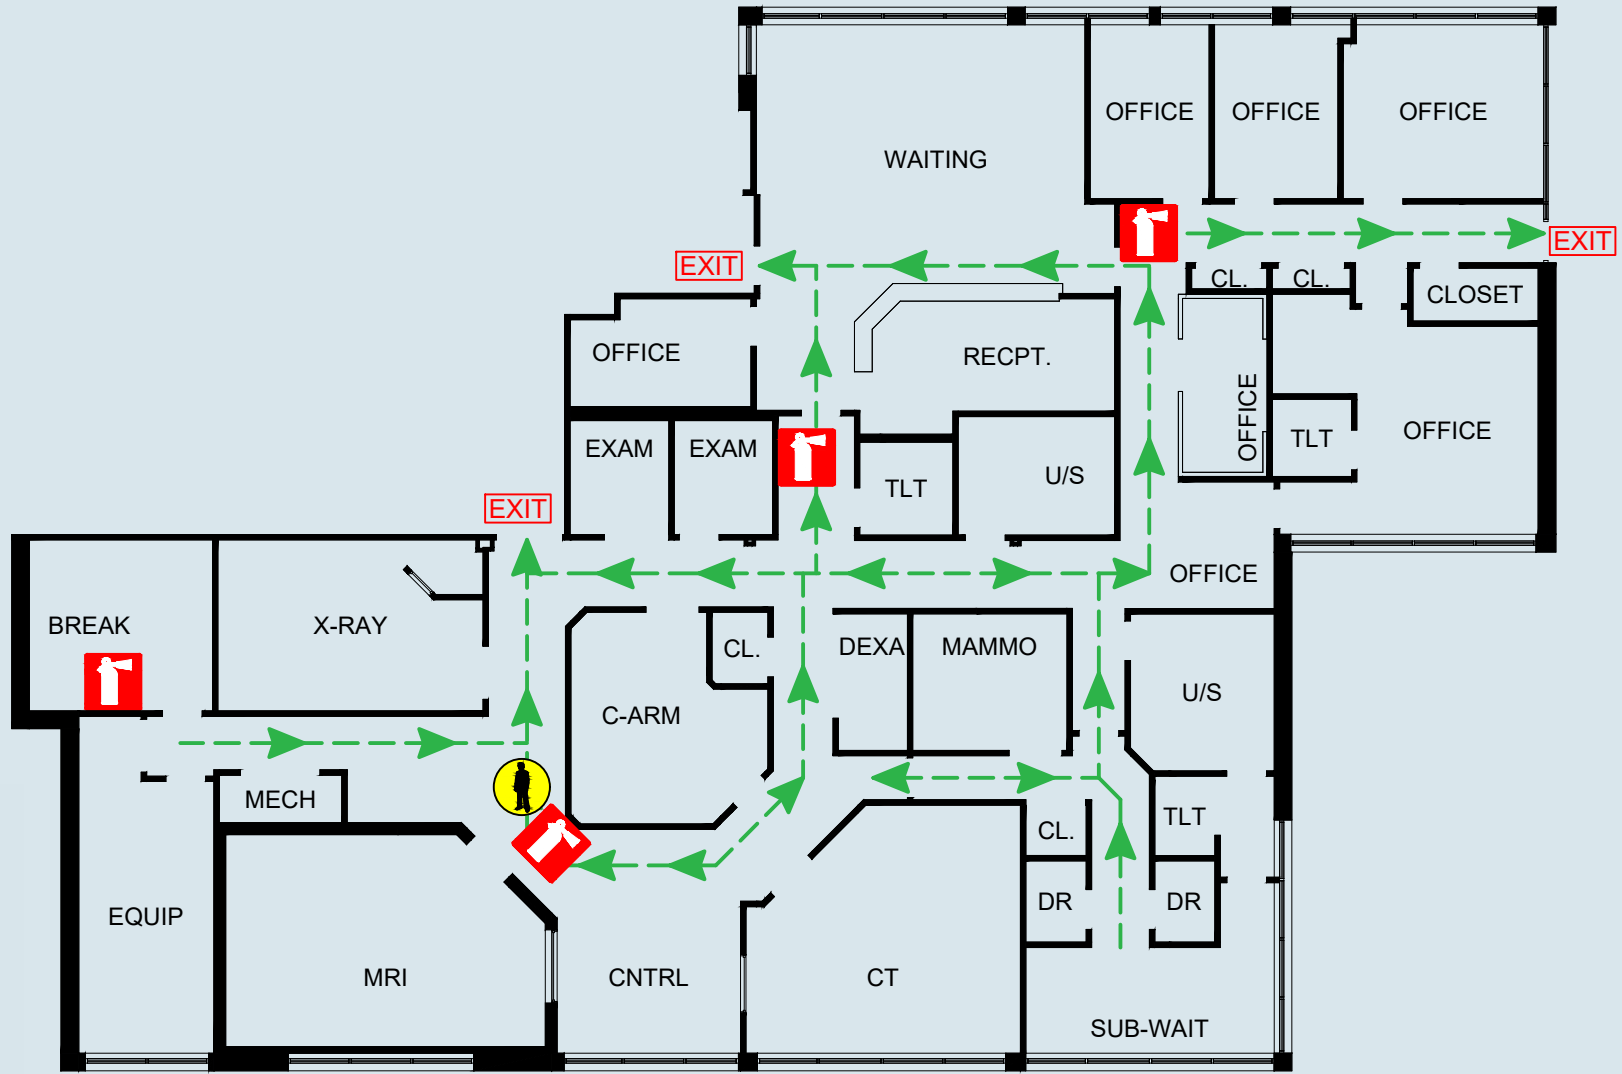 OFFICE
OFFICE
OFFICE
WAITING
EXIT
EXIT
CL.
CL.
CLOSET
OFFICE
RECPT.
OFFICE
OFFICE
TLT
EXAM
EXAM
TLT
U/S
EXIT
OFFICE
BREAK
X-RAY
CL.
DEXA
MAMMO
C-ARM
U/S
MECH
CL.
TLT
DR
DR
EQUIP
MRI
CNTRL
CT
SUB-WAIT